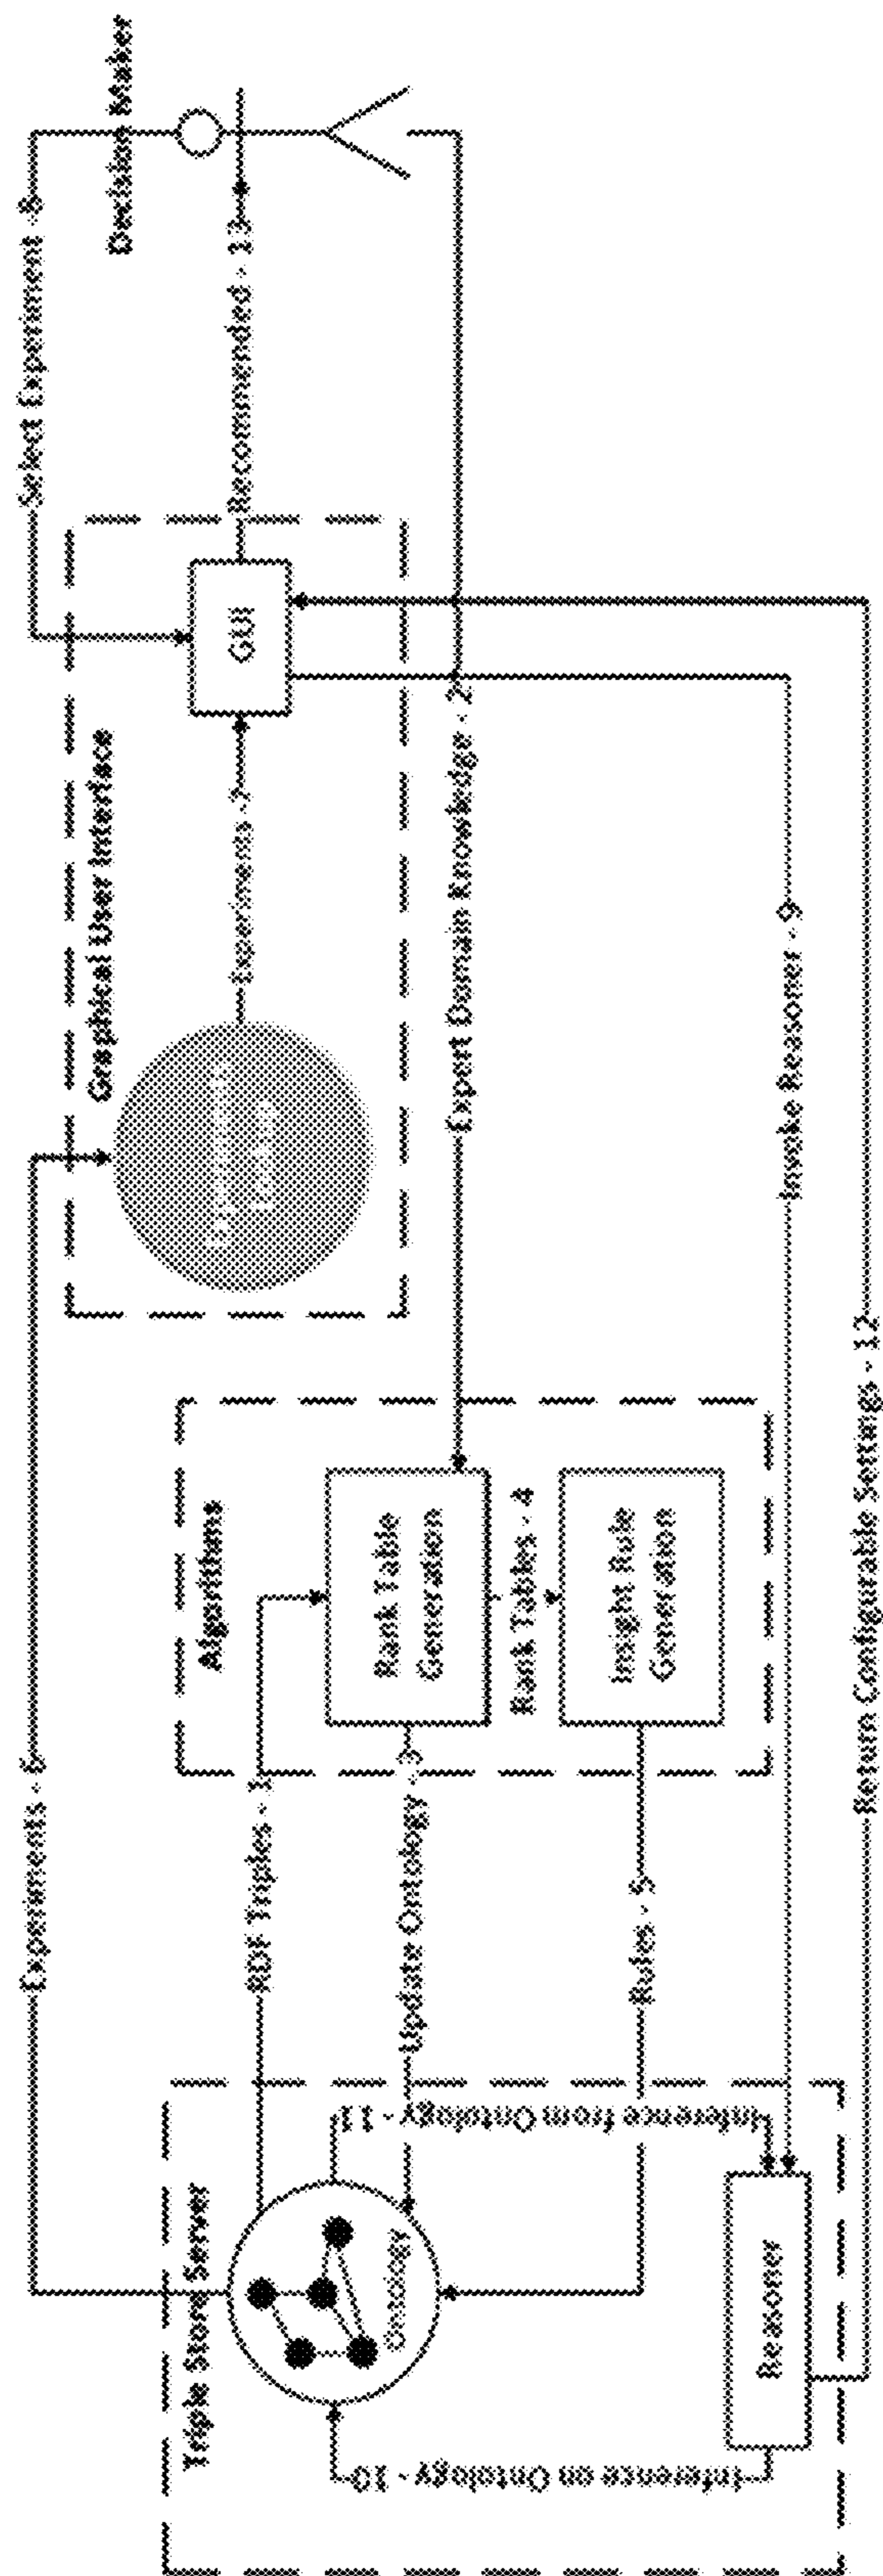 Experiments - 6
Select Experiment - 8
Decision Maker
Triple Store Server
Algorithms
Graphical User Interface
Experiments - 7
GUI
Recommended - 13
RDF Triples - 1
Rank Table
Generation
Update Ontology - 3
Expert Domain Knowledge - 2
Ontology
Rank Tables - 4
Insight Rule
Generation
Rules - 5
Inference on Ontology - 10
Inference from Ontology - 11
Reasoner
Invoke Reasoner - 9
Return Configurable Settings - 12